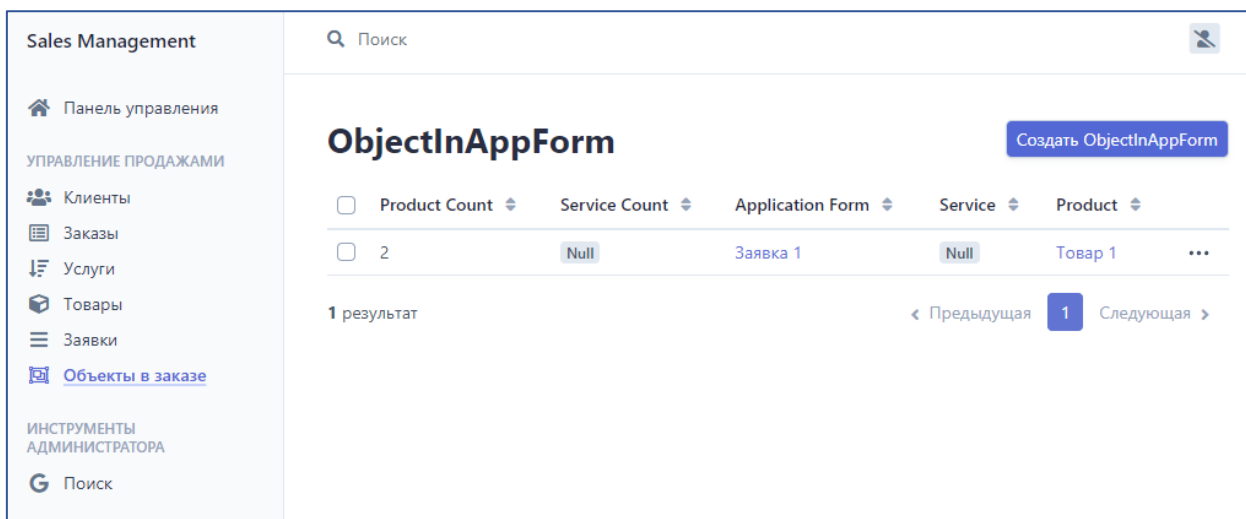 Sales Management
Панель управления
УПРАВЛЕНИЕ ПРОДАЖАМИ
Клиенты
Заказы
Услуги
Товары
Заявки
Объекты в заказе
ИНСТРУМЕНТЫ
АДМИНИСТРАТОРА
Поиск
Поиск
ObjectInAppForm
Создать ObjectInAppForm
Product Count Service Count Application Form Service Product
2 Null Заявка 1 Null Товар 1
1 результат
Предыдущая 1 Следующая